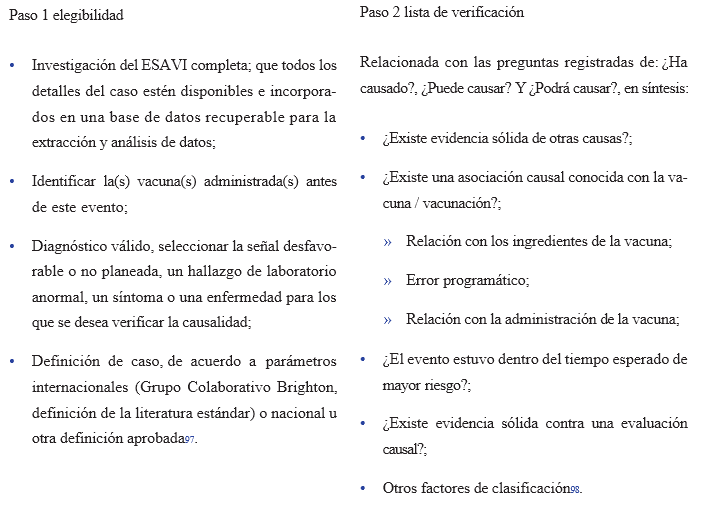 Paso 1 elegibilidad
• Investigación del ESAVI completa; que todos los
detalles del caso estén disponibles e incorpora-
dos en una base de datos recuperable para la
extracción y análisis de datos;
• Identificar la(s) vacuna(s) administrada(s) antes
de este evento;
• Diagnóstico válido, seleccionar la señal desfavo-
rable o no planeada, un hallazgo de laboratorio
anormal, un síntoma o una enfermedad para los
que se desea verificar la causalidad;
• Definición de caso, de acuerdo a parámetros
internacionales (Grupo Colaborativo Brighton,
definición de la literatura estándar) o nacional u
otra definición aprobada97.
Paso 2 lista de verificación
Relacionada con las preguntas registradas de: ¿Ha
causado?, ¿Puede causar? Y ¿Podrá causar?, en síntesis:
• ¿Existe evidencia sólida de otras causas?;
• ¿Existe una asociación causal conocida con la va-
cuna / vacunación?;
» Relación con los ingredientes de la vacuna;
» Error programático;
» Relación con la administración de la vacuna;
• ¿El evento estuvo dentro del tiempo esperado de
mayor riesgo?;
• ¿Existe evidencia sólida contra una evaluación
causal?;
• Otros factores de clasificación98.